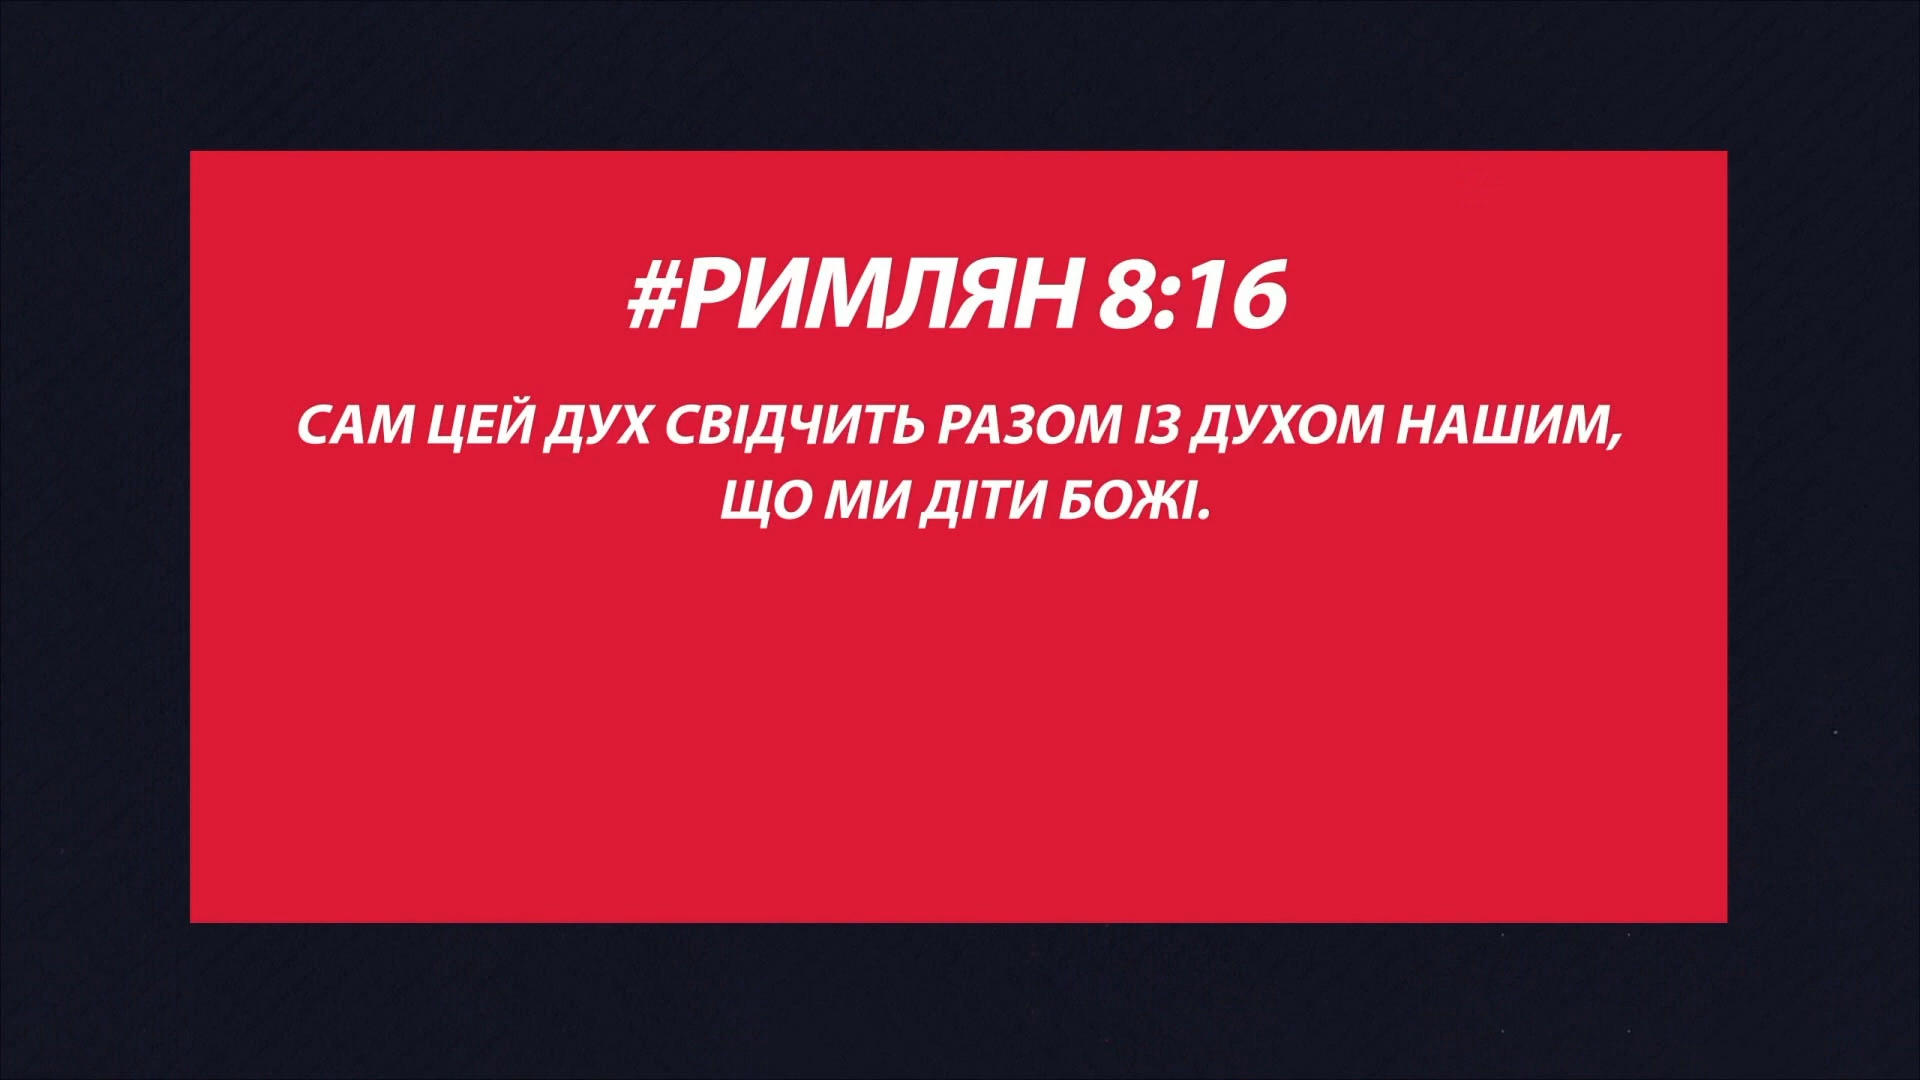 #РИМЛЯН 8:16
САМ ЦЕЙ ДУХ СВІДЧИТЬ РАЗОМ ІЗ ДУХОМ НАШИМ,
ЩО МИ ДІТИ БОЖІ.